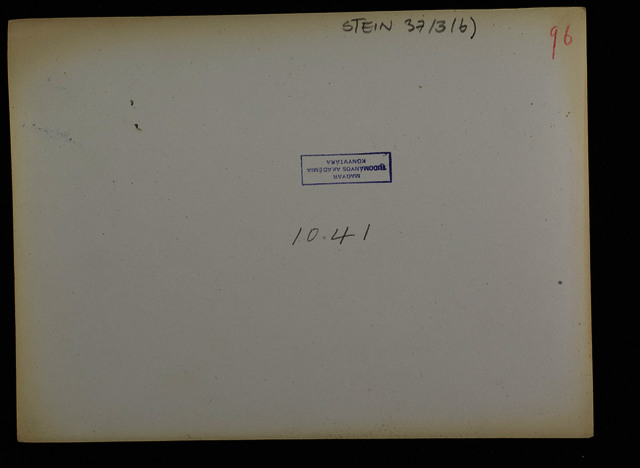 STEIN 37/3(6)
96
MAGYAR
TUDOMÁNYOS AKADÉMIA
KÖNYVTÁRA
10.41